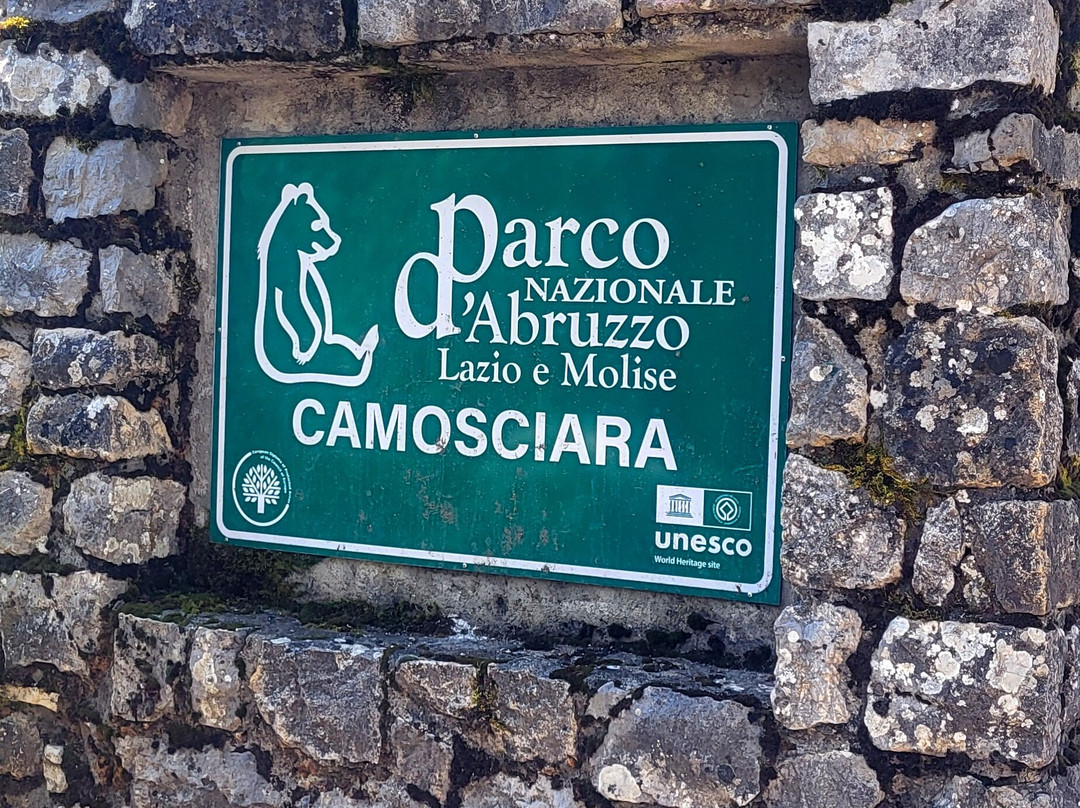 Parco
NAZIONALE
d'Abruzzo
Lazio e Molise
CAMOSCIARA
unesco
World Heritage site